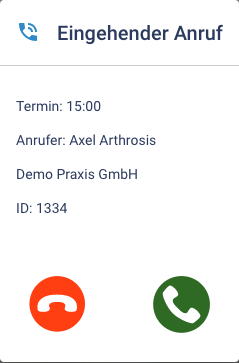 Eingehender Anruf
Termin: 15:00
Anrufer: Axel Arthrosis
Demo Praxis GmbH
ID: 1334